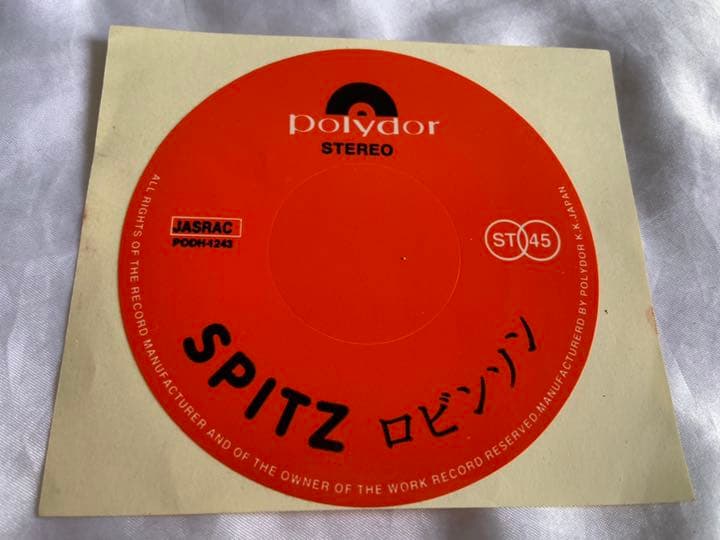 polydor
STEREO
JASRAC
PODH-1243
ST 45
SPITZ ロビンソン
ALL RIGHTS OF THE RECORD MANUFACTURER AND OF THE OWNER OF THE WORK RECORD RESERVED.MANUFACTURERD BY POLYDOR K.K.JAPAN